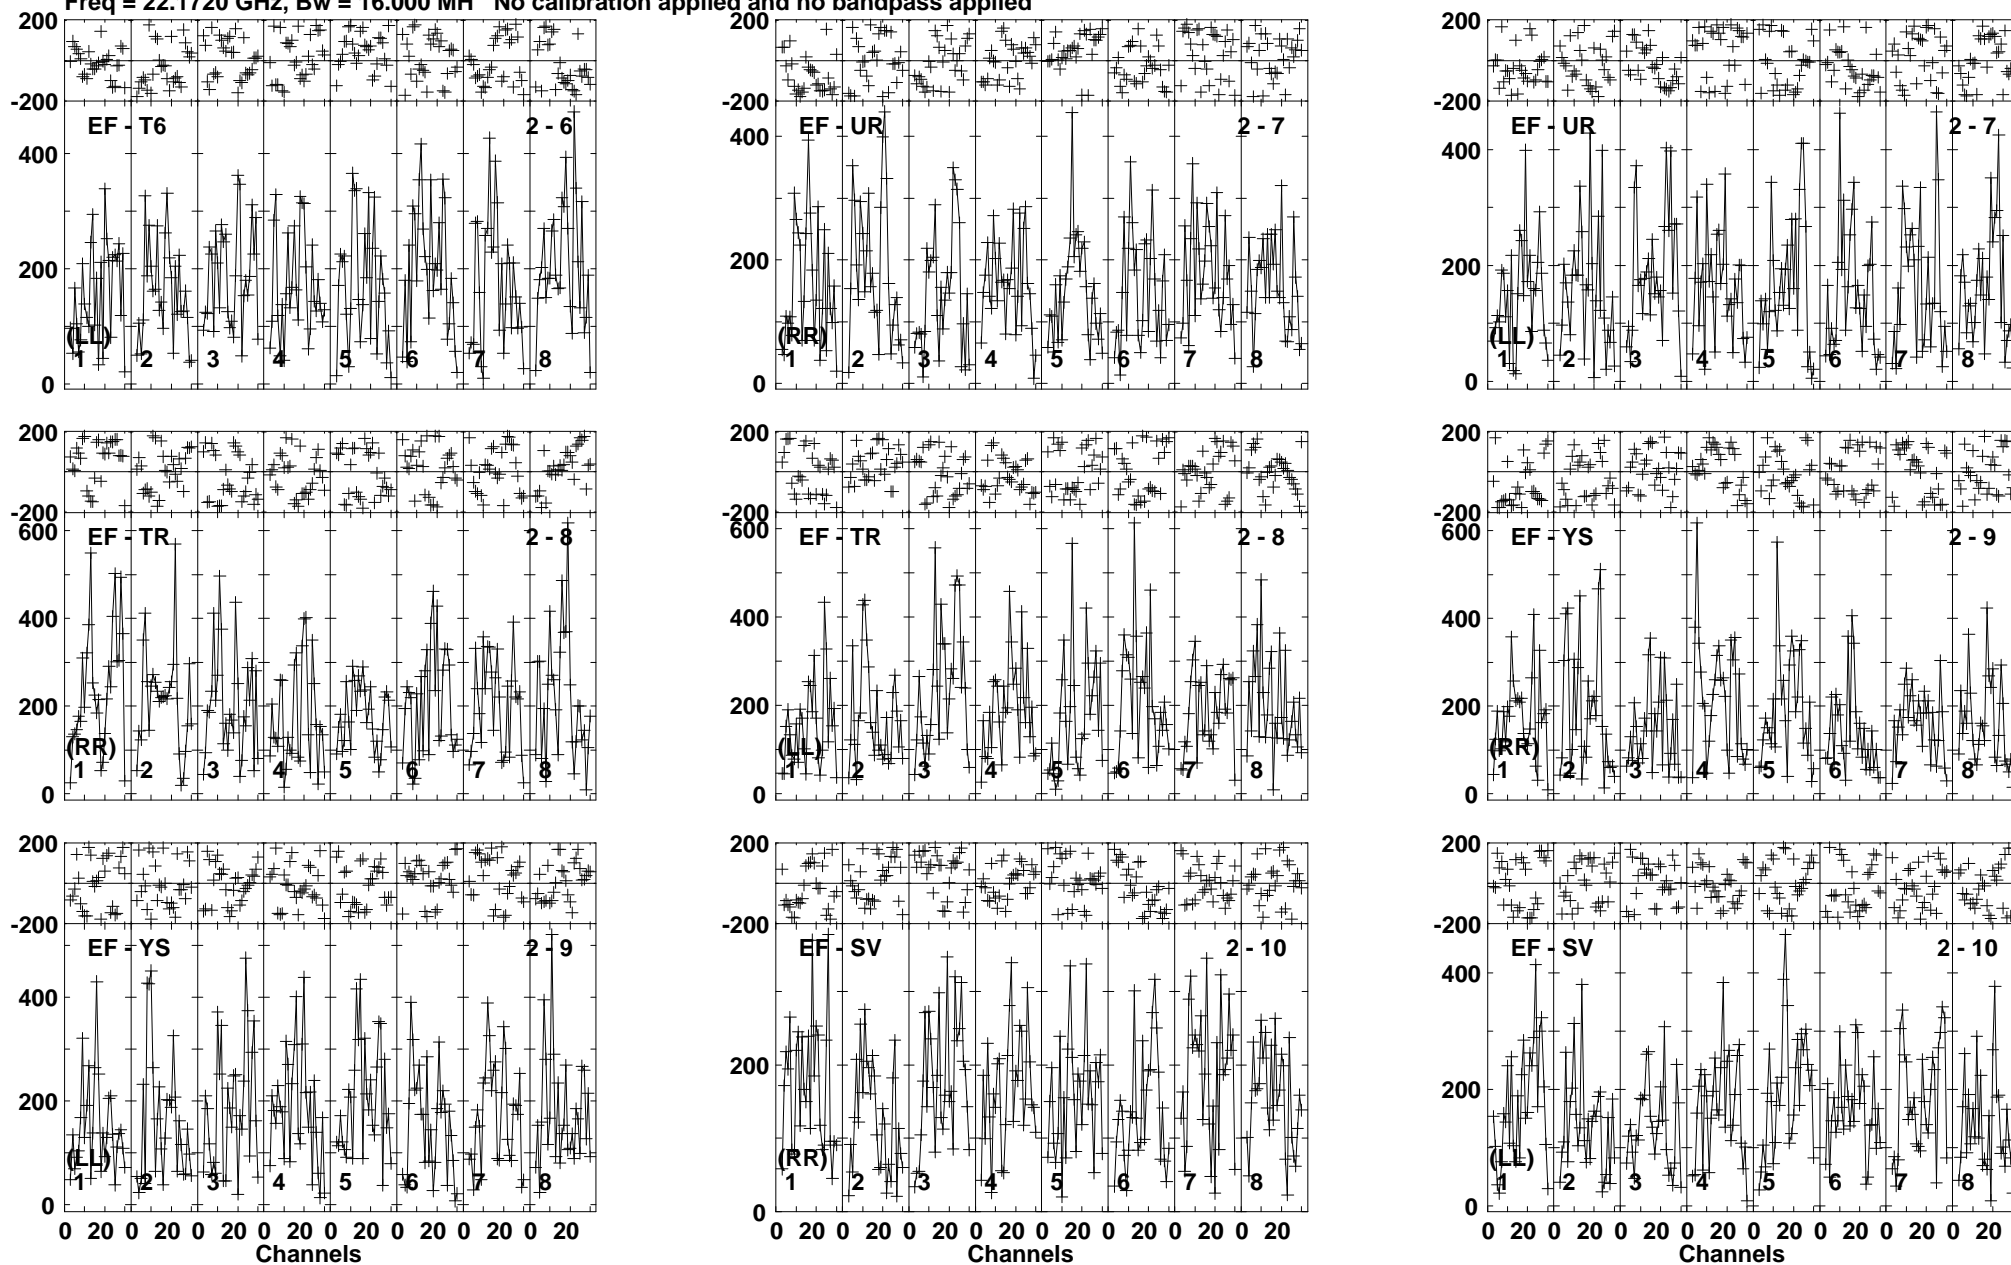 Freq = 22.1720 GHz, Bw = 16.000 MH No calibration applied and no bandpass applied
200 200 200
-200 -200 -200
EF - T6 2 - 6 EF - UR 2 - 7 EF - UR 2 - 7
400 400 400
200 200 200
(LL) (RR) (LL)
1 2 3 4 5 6 7 8 1 2 3 4 5 6 7 8 1 2 3 4 5 6 7 8
0 0 0
200 200 200
-200 -200 -200
600 EF - TR 2 - 8 600 EF - TR 2 - 8 600 EF - YS 2 - 9
400 400 400
200 200 200
(RR) (LL) (RR)
1 2 3 4 5 6 7 8 1 2 3 4 5 6 7 8 1 2 3 4 5 6 7 8
0 0 0
200 200 200
-200 -200 -200
EF - YS 2 - 9 EF - SV 2 - 10 EF - SV 2 - 10
400 400
200 200 200
(LL) (RR) (LL)
1 2 3 4 5 6 7 8 1 2 3 4 5 6 7 8 1 2 3 4 5 6 7 8
0 0 0
0 20 0 20 0 20 0 20 0 20 0 20 0 20 0 20 0 20 0 20 0 20 0 20 0 20 0 20 0 20 0 20 0 20 0 20 0 20 0 20 0 20 0 20 0 20 0 20
Channels Channels Channels